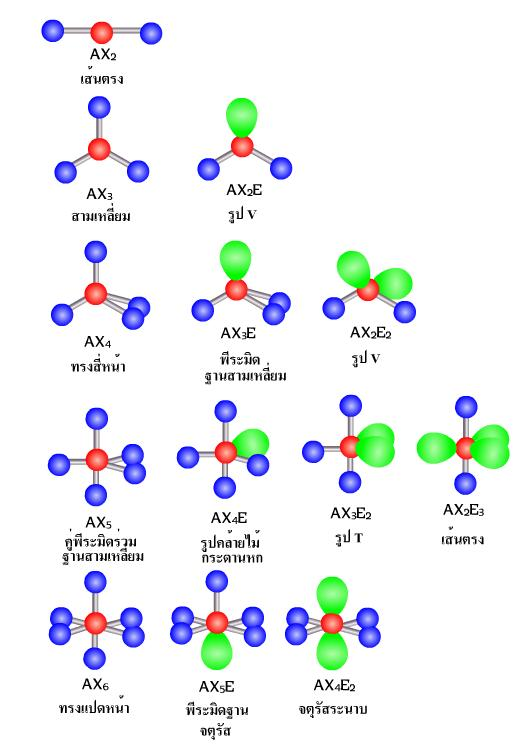 AX₂
เส้นตรง
AX₃
สามเหลี่ยม
AX₂E
รูป V
AX₄
ทรงสี่หน้า
AX₃E
พีระมิด
ฐานสามเหลี่ยม
AX₂E₂
รูป V
AX₅
คู่พีระมิดร่วม
ฐานสามเหลี่ยม
AX₄E
รูปคล้ายไม้
กระดานหก
AX₃E₂
รูป T
AX₂E₃
เส้นตรง
AX₆
ทรงแปดหน้า
AX₅E
พีระมิดฐาน
จตุรัส
AX₄E₂
จตุรัสระนาบ